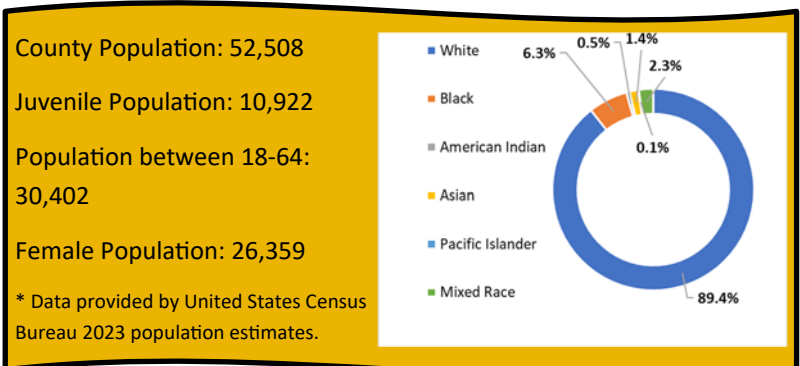 County Population: 52,508
Juvenile Population: 10,922
Population between 18-64:
30,402
Female Population: 26,359
* Data provided by United States Census
Bureau 2023 population estimates.
White
Black
American Indian
Asian
Pacific Islander
Mixed Race
6.3%
0.5%
1.4%
2.3%
0.1%
89.4%